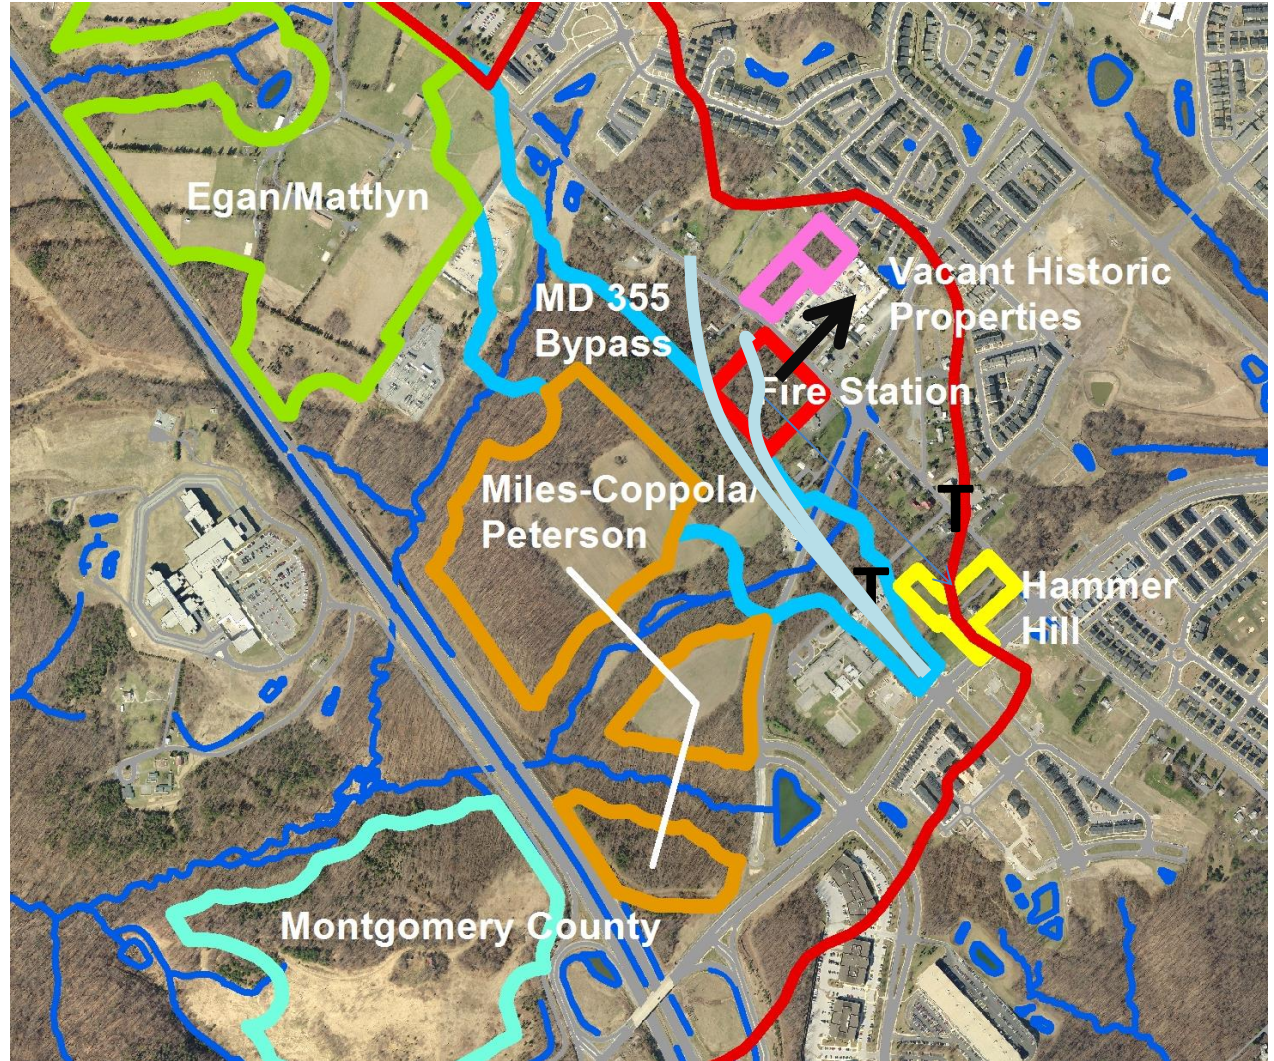 Egan/Mattlyn
MD 355
Bypass
Vacant Historic
Properties
Fire Station
Miles-Coppola/
Peterson
T
T
Hammer
Hill
Montgomery County